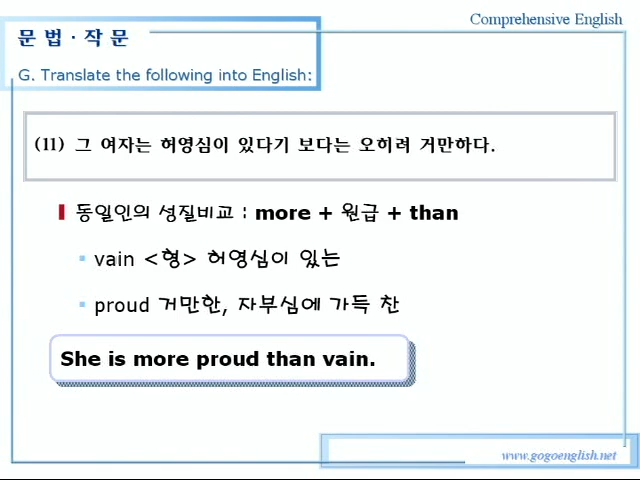 Comprehensive English
문 법 · 작 문
G. Translate the following into English:
(11) 그 여자는 허영심이 있다기 보다는 오히려 거만하다.
동일인의 성질비교 : more + 원급 + than
vain <형> 허영심이 있는
proud 거만한, 자부심에 가득 찬
She is more proud than vain.
www.gogoenglish.net